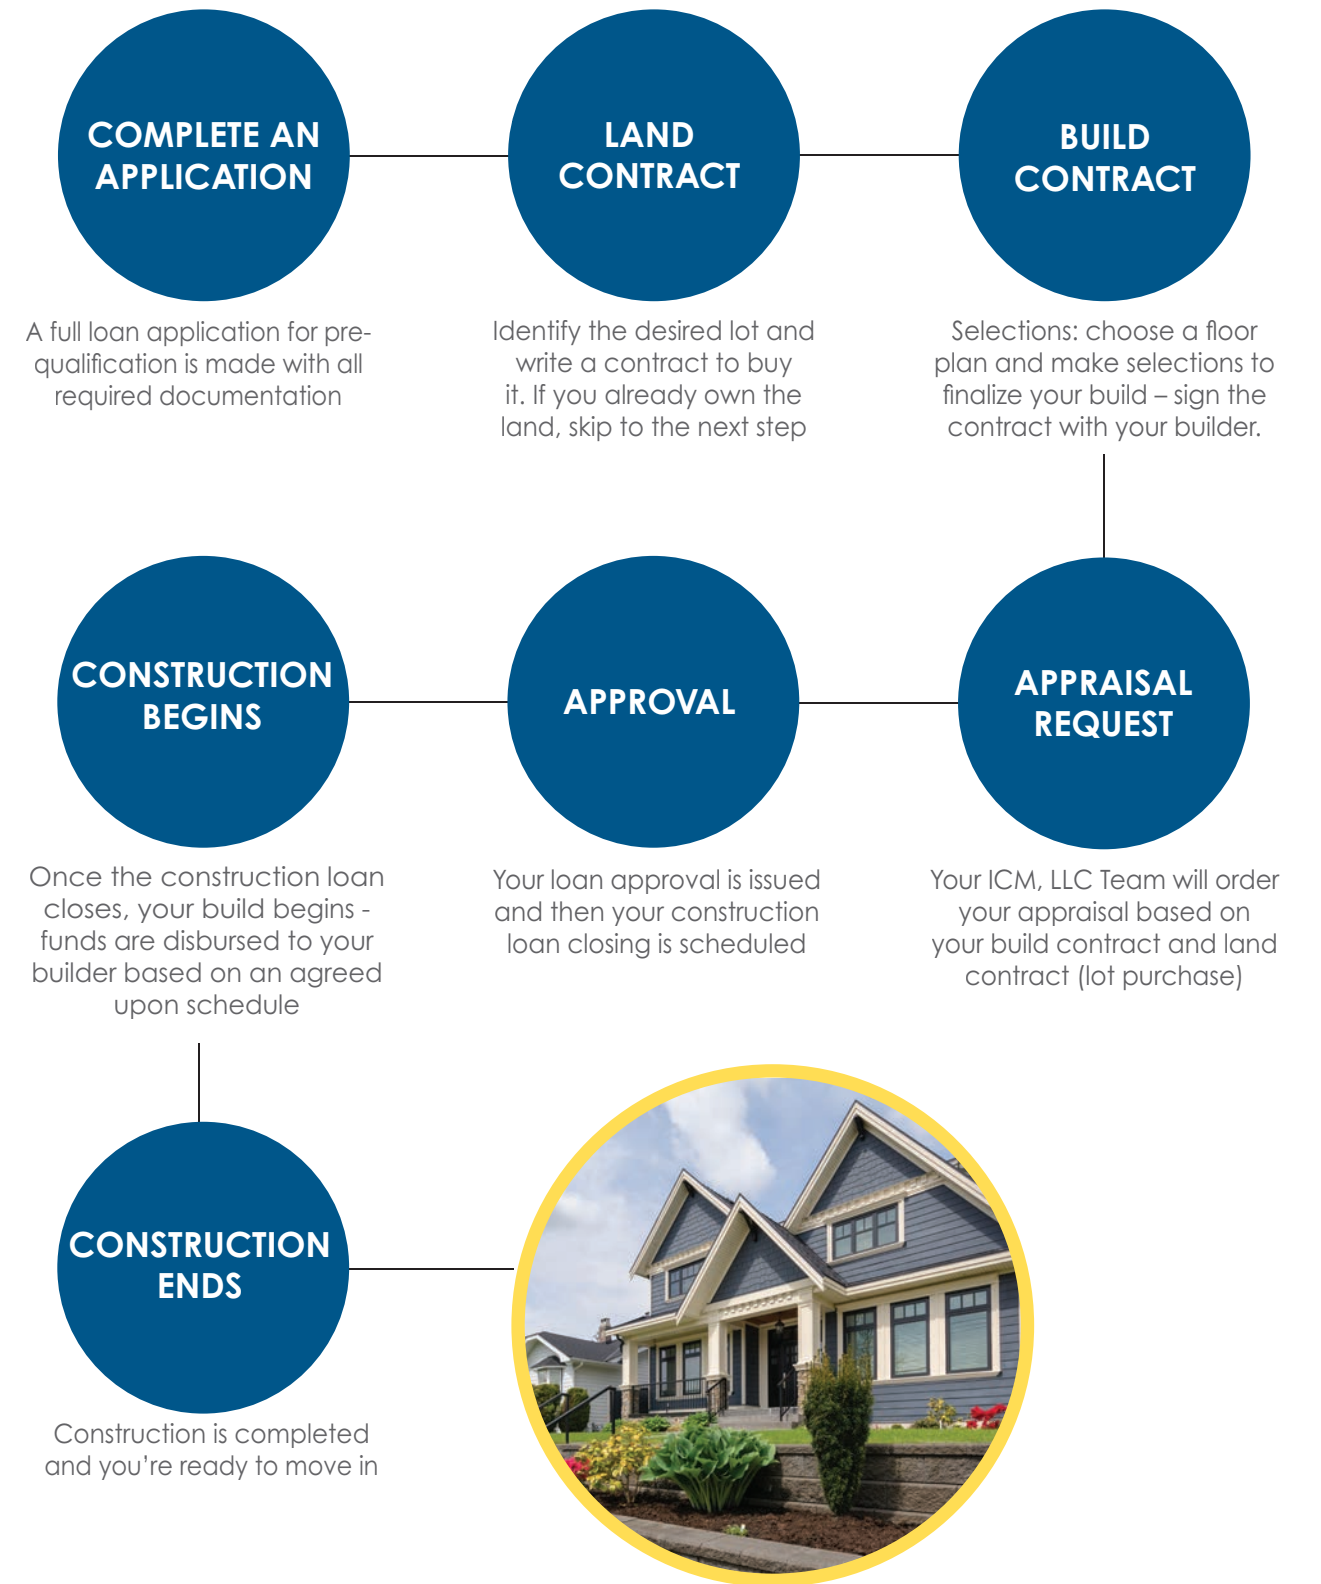 COMPLETE AN
APPLICATION
A full loan application for pre-
qualification is made with all
required documentation
LAND
CONTRACT
Identify the desired lot and
write a contract to buy
it. If you already own the
land, skip to the next step
BUILD
CONTRACT
Selections: choose a floor
plan and make selections to
finalize your build – sign the
contract with your builder.
APPRAISAL
REQUEST
Your ICM, LLC Team will order
your appraisal based on
your build contract and land
contract (lot purchase)
APPROVAL
Your loan approval is issued
and then your construction
loan closing is scheduled
CONSTRUCTION
BEGINS
Once the construction loan
closes, your build begins -
funds are disbursed to your
builder based on an agreed
upon schedule
CONSTRUCTION
ENDS
Construction is completed
and you're ready to move in